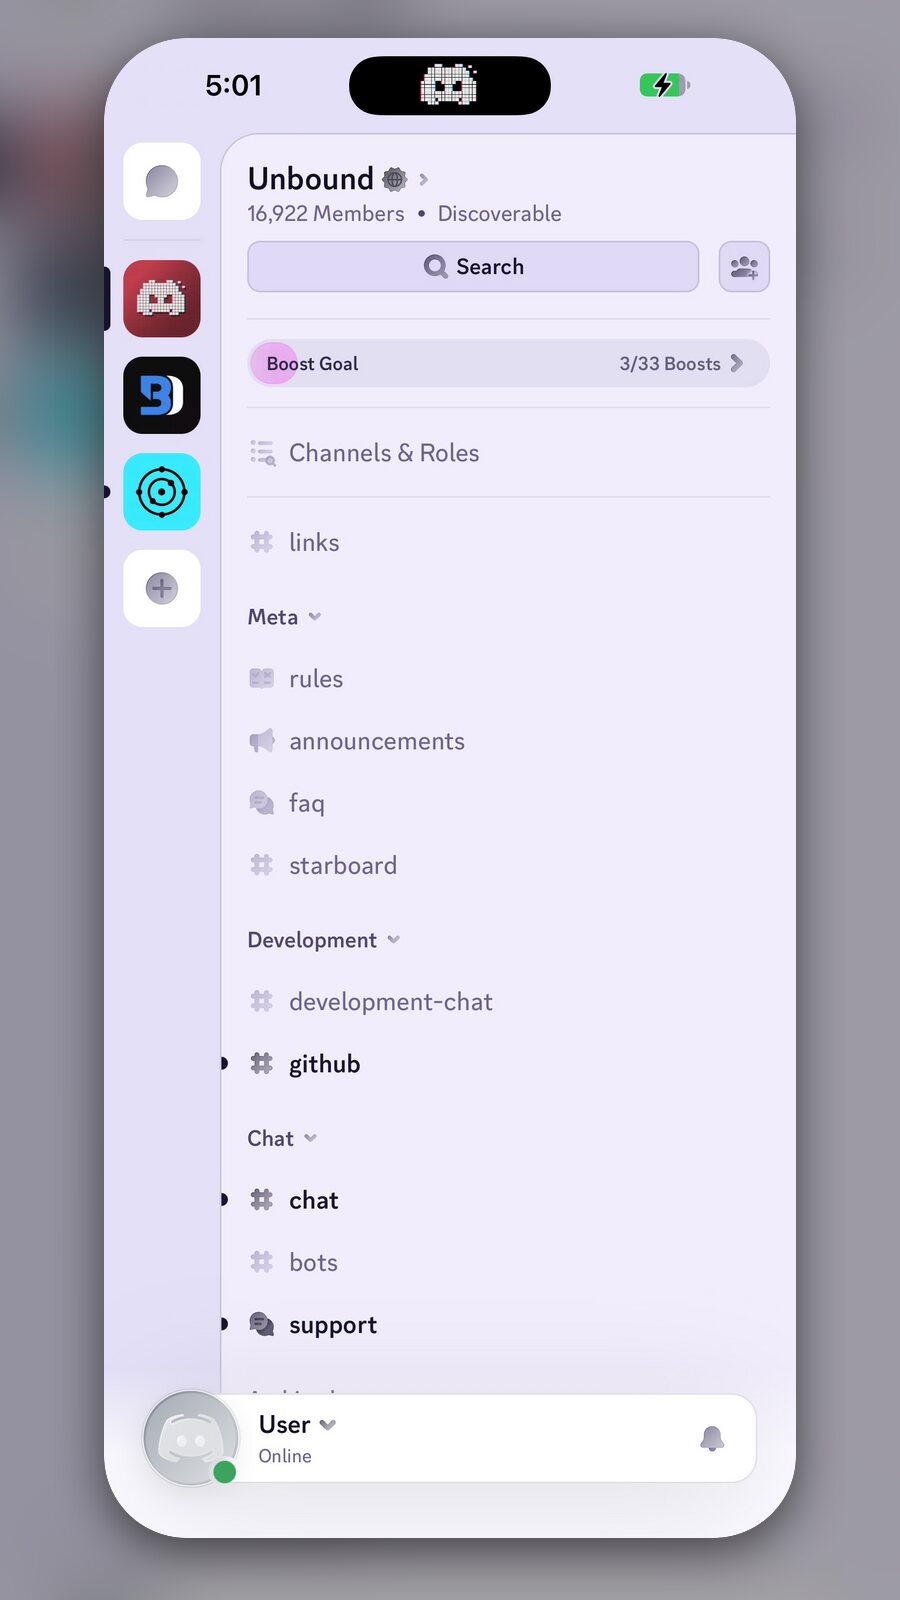 5:01
Unbound
16,922 Members • Discoverable
Search
Boost Goal 3/33 Boosts
Channels & Roles
links
Meta
rules
announcements
faq
starboard
Development
development-chat
github
Chat
chat
bots
support
User
Online